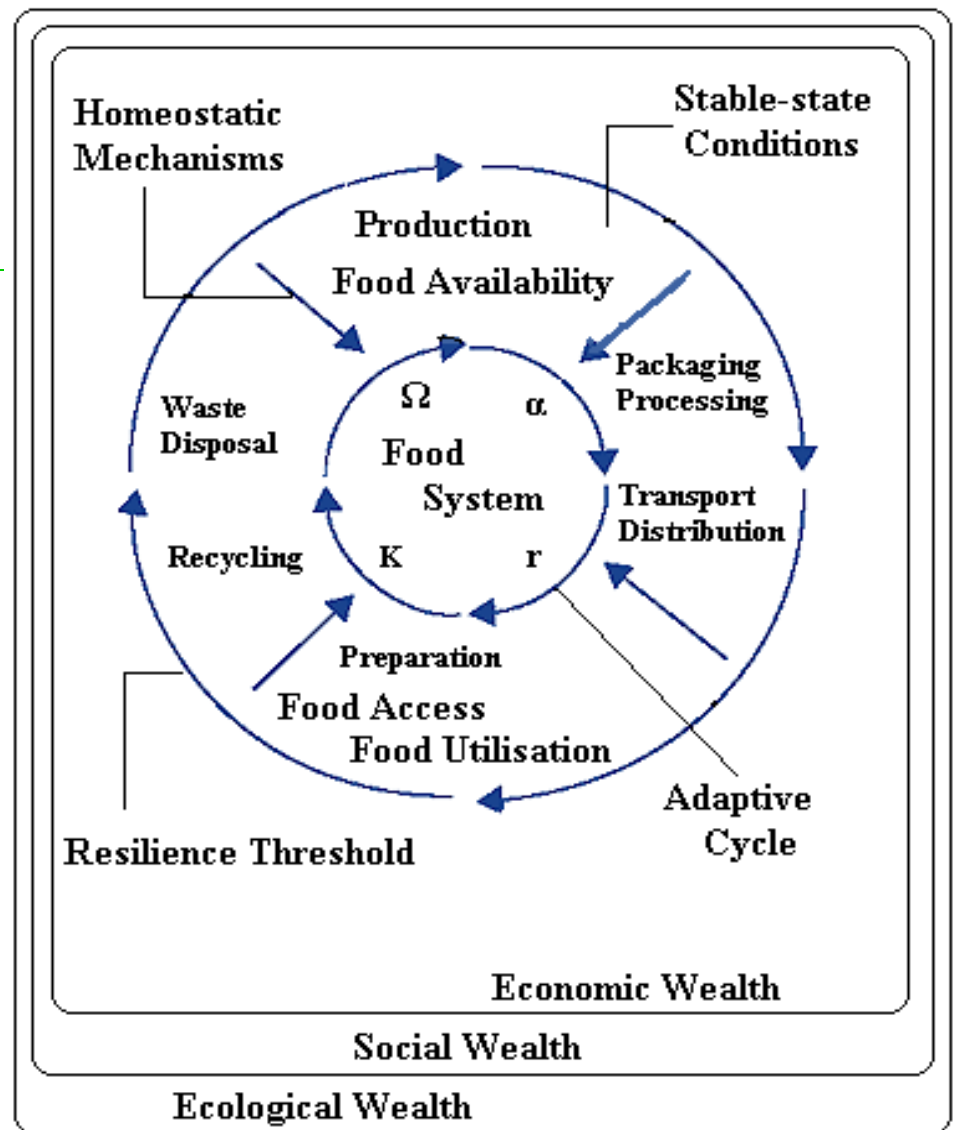 Homeostatic
Mechanisms
Stable-state
Conditions
Production
Food Availability
Packaging
Processing
Waste
Disposal
Ω
α
Food
System
Transport
Distribution
Recycling
K
r
Preparation
Food Access
Food Utilisation
Adaptive
Cycle
Resilience Threshold
Economic Wealth
Social Wealth
Ecological Wealth